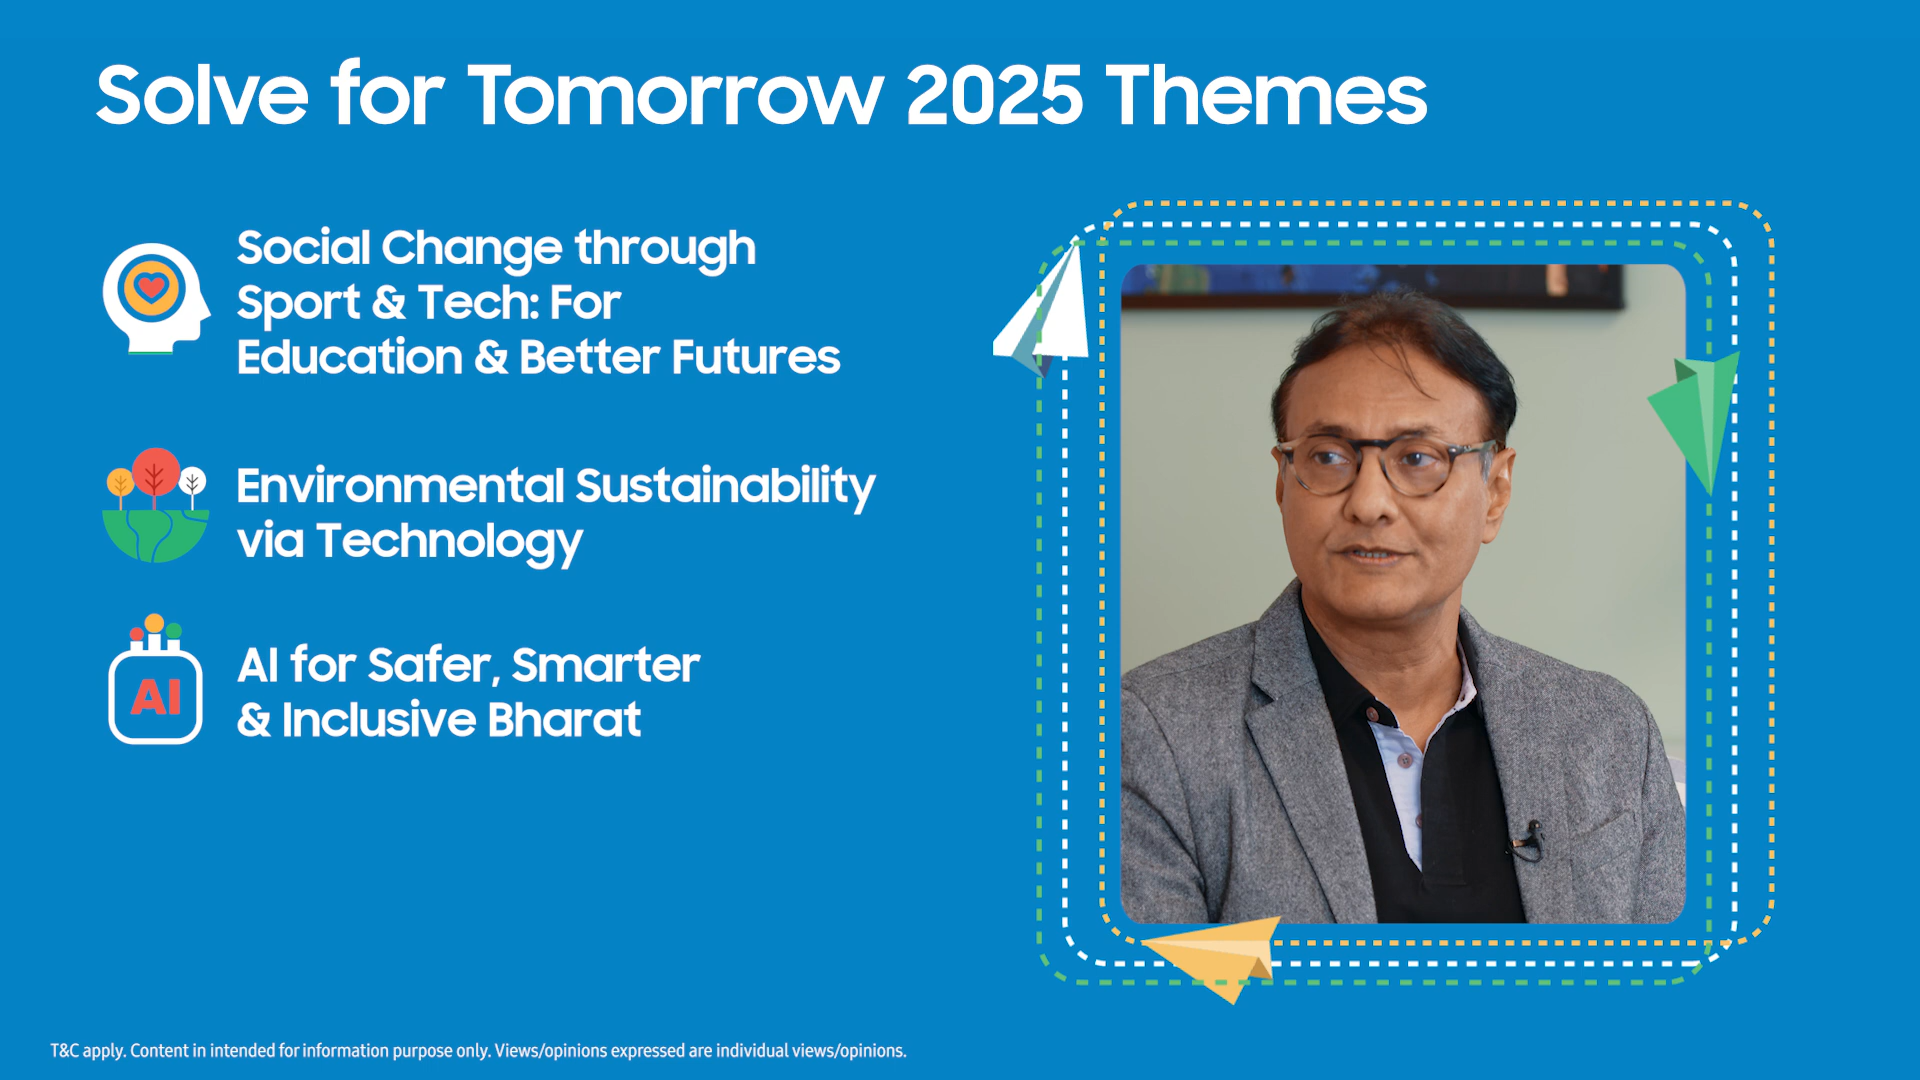 Solve for Tomorrow 2025 Themes
Social Change through
Sport & Tech: For
Education & Better Futures
Environmental Sustainability
via Technology
AI
AI for Safer, Smarter
& Inclusive Bharat
T&C apply. Content in intended for information purpose only. Views/opinions expressed are individual views/opinions.